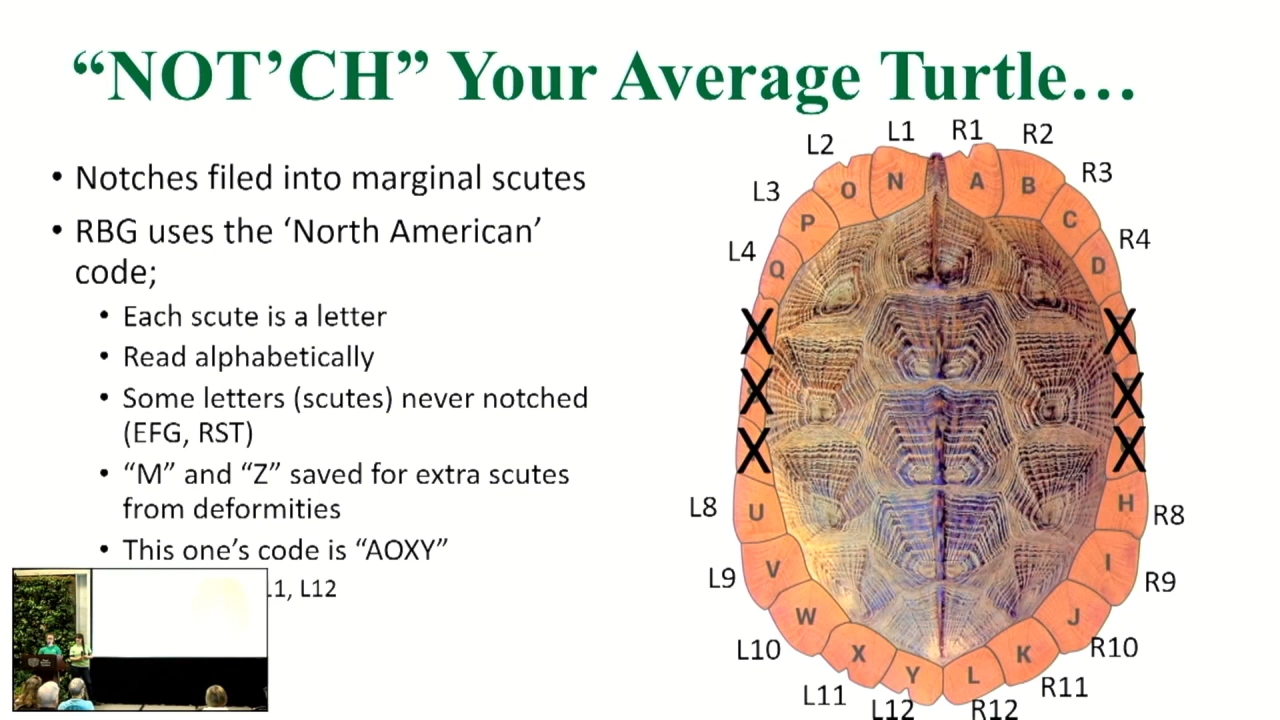 “NOT’CH” Your Average Turtle…
• Notches filed into marginal scutes
• RBG uses the ‘North American’
code;
• Each scute is a letter
• Read alphabetically
• Some letters (scutes) never notched
(EFG, RST)
• “M” and “Z” saved for extra scutes
from deformities
• This one’s code is “AOXY”
L12
L1 R1
L2 R2
L3 R3
L4 R4
N A
O B
P C
Q D
X X
X X
X X
L8 U H R8
L9 V I R9
W J
L10 R10
X K
Y L
L11 R11
L12 R12